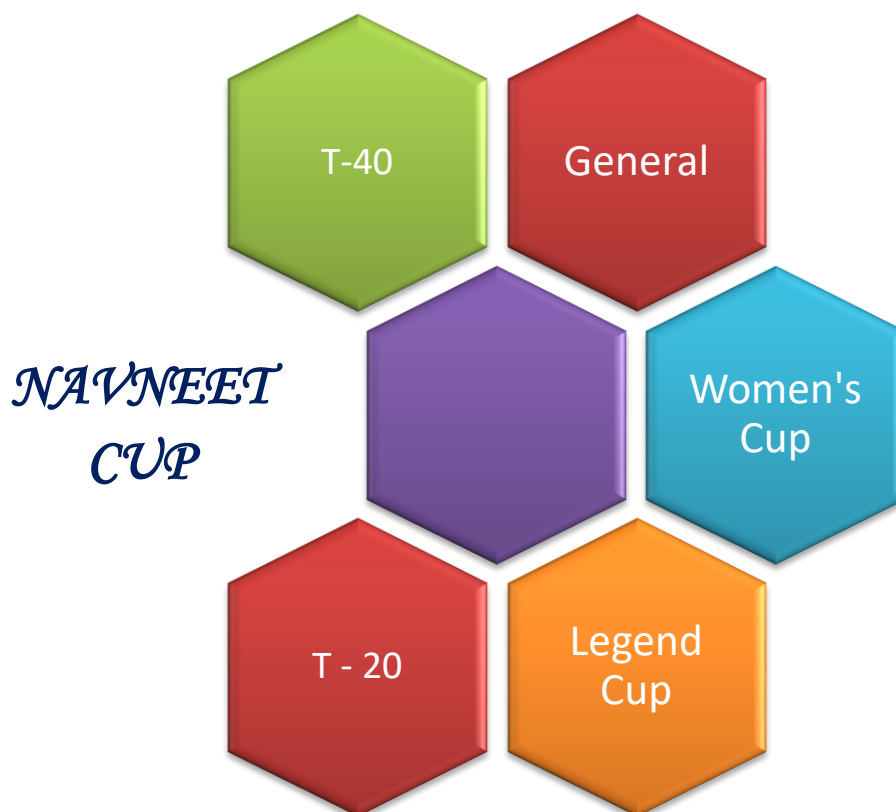 T-40
General
NAVNEET
CUP
Women's
Cup
T - 20
Legend
Cup